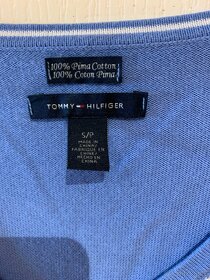 100% Pima Cotton
100% Coton Pima
TOMMY HILFIGER
S/P
MADE IN
CHINA
FABRIQUÉ EN
CHINE
HECHO EN
CHINA